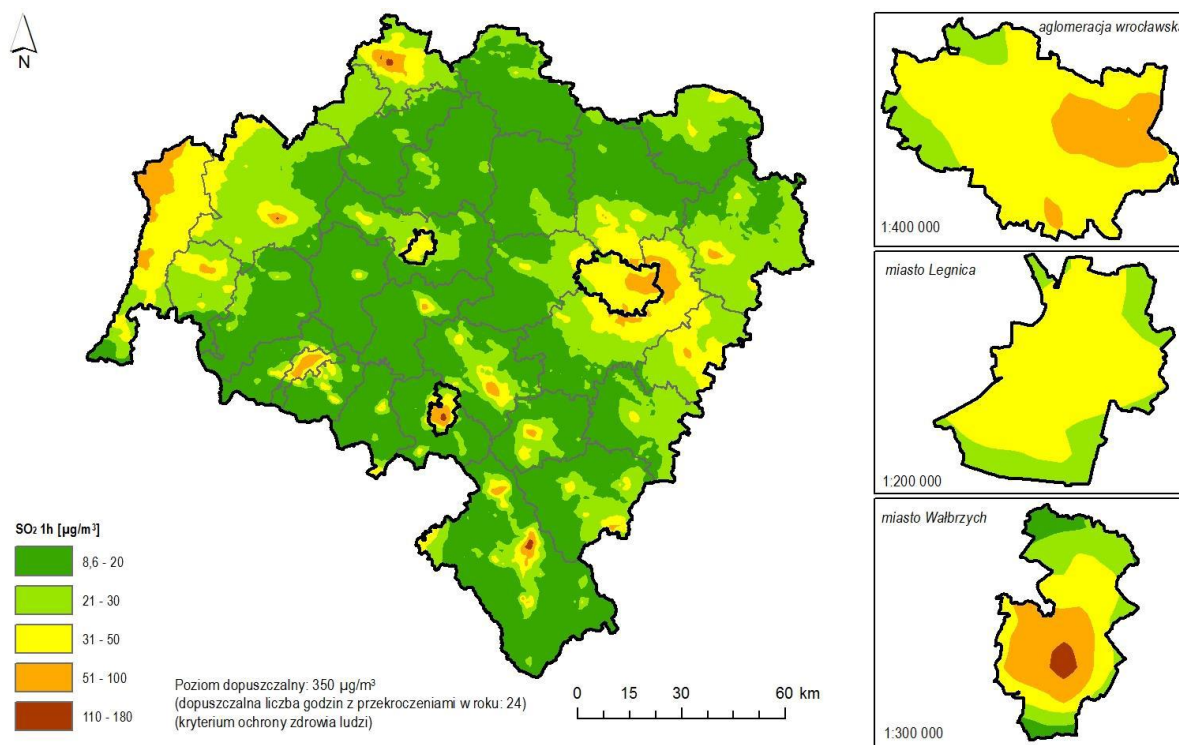 N
aglomeracja wrocławska
1:400 000
miasto Legnica
1:200 000
miasto Wałbrzych
1:300 000
SO₂ 1h [µg/m³]
8,6 - 20
21 - 30
31 - 50
51 - 100
110 - 180
Poziom dopuszczalny: 350 µg/m³
(dopuszczalna liczba godzin z przekroczeniami w roku: 24)
(kryterium ochrony zdrowia ludzi)
0 15 30 60 km